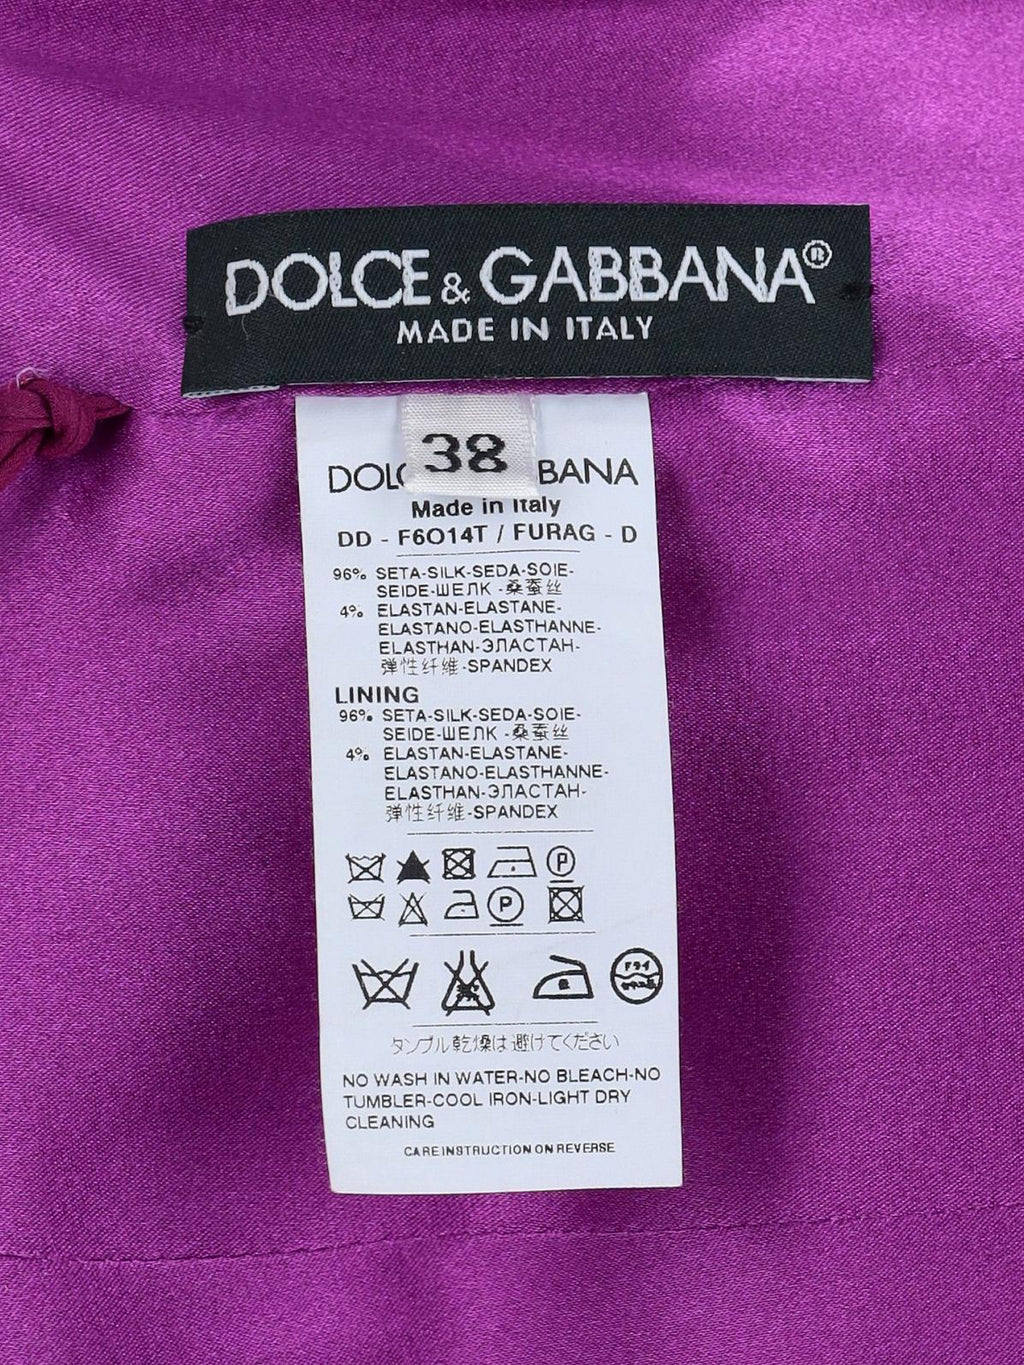 DOLCE & GABBANA®
MADE IN ITALY
38
DOLC BANA
Made in Italy
DD - F6O14T / FURAG - D
96% SETA-SILK-SEDA-SOIE-
SEIDE-ШЕЛК -桑蚕丝
4% ELASTAN-ELASTANE-
ELASTANO-ELASTHANNE-
ELASTHAN-ЭЛАСТАН-
弹性纤维-SPANDEX
LINING
96% SETA-SILK-SEDA-SOIE-
SEIDE-ШЕЛК -桑蚕丝
4% ELASTAN-ELASTANE-
ELASTANO-ELASTHANNE-
ELASTHAN-ЭЛАСТАН-
弹性纤维-SPANDEX
P
P
ドライ
タンブル乾燥は避けてください
NO WASH IN WATER-NO BLEACH-NO
TUMBLER-COOL IRON-LIGHT DRY
CLEANING
CARE INSTRUCTION ON REVERSE